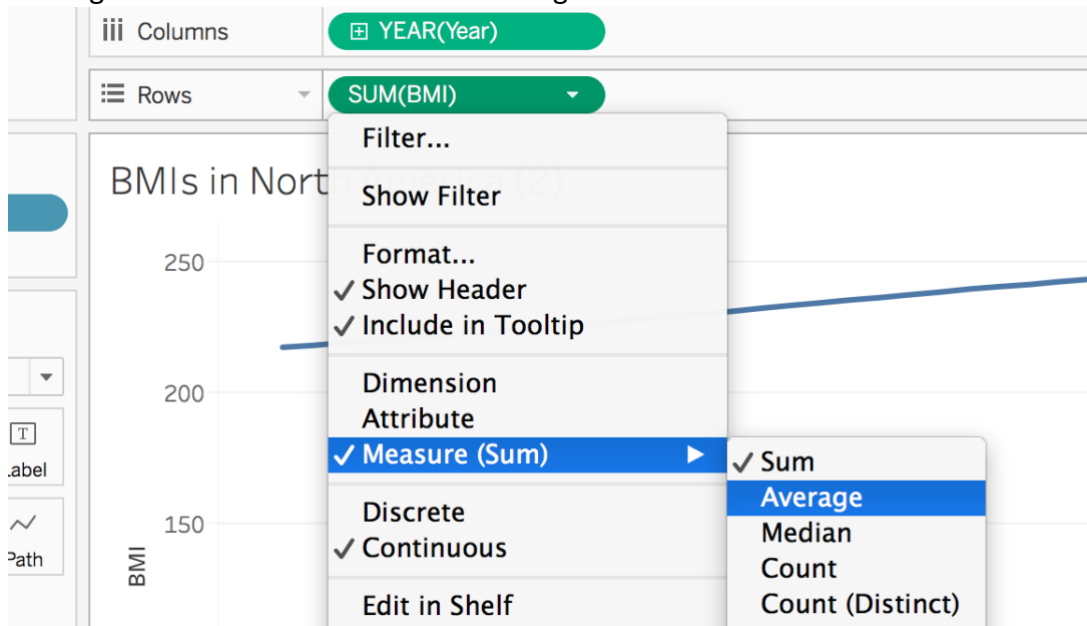 Columns
YEAR(Year)
Rows
SUM(BMI)
Filter...
BMIs in Nort
(2)
Show Filter
250
Format...
✓ Show Header
✓ Include in Tooltip
200
Dimension
Attribute
T
✓ Measure (Sum)
✓ Sum
Label
Average
Discrete
Median
150
✓ Continuous
Path
Count
BMI
Edit in Shelf
Count (Distinct)